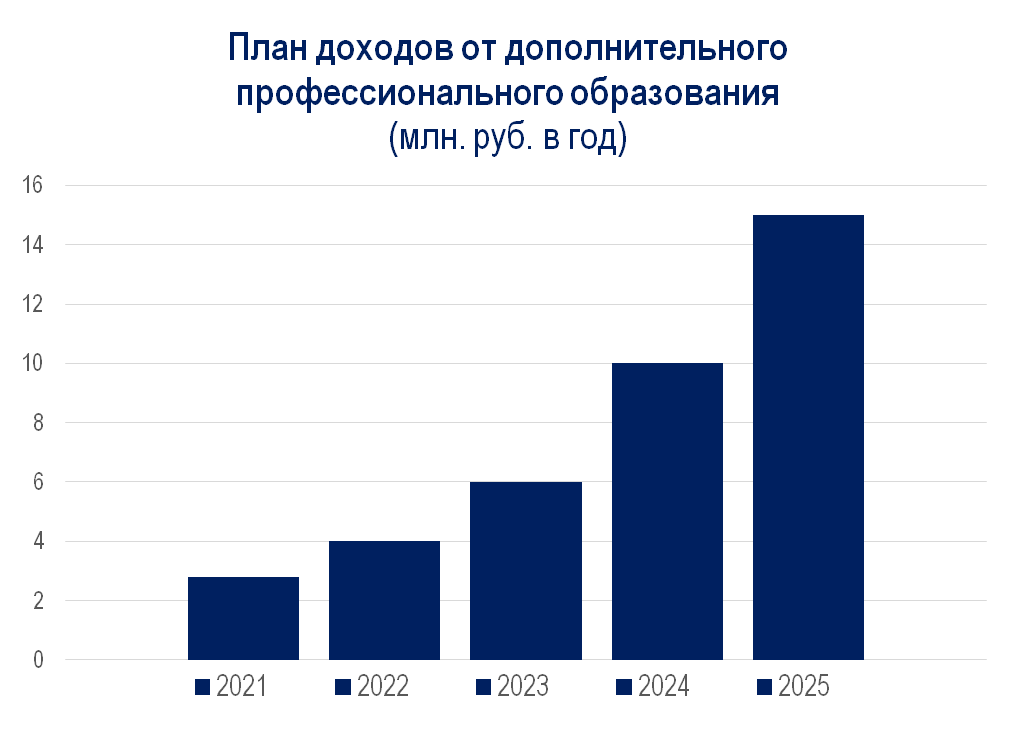 План доходов от дополнительного
профессионального образования
(млн. руб. в год)
16
14
12
10
8
6
4
2
0
2021 2022 2023 2024 2025